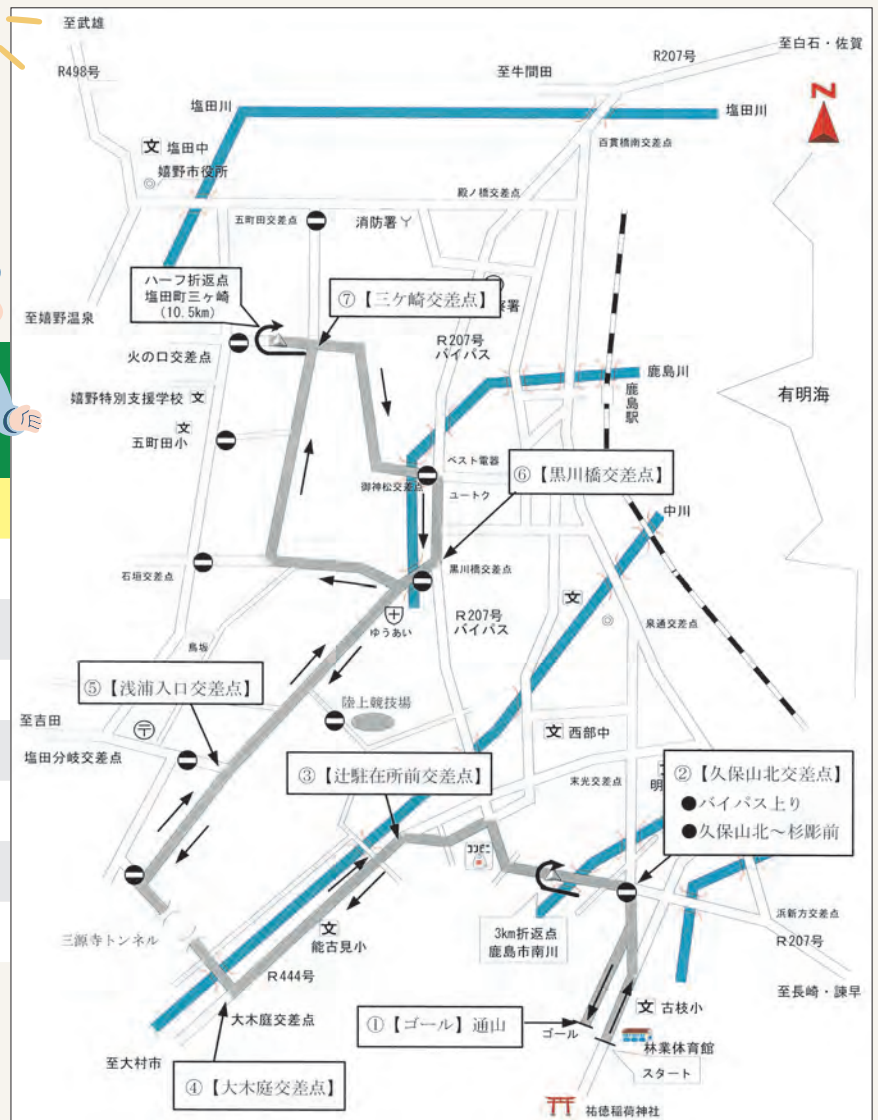 至武雄
至白石・佐賀
R207号
R498号
至牛間田
N
塩田川
塩田川
文 塩田中
百貫橋南交差点
嬉野市役所
殿ノ橋交差点
五町田交差点
消防署
ハーフ折返点
塩田町三ヶ崎
(10.5km)
⑦【三ケ崎交差点】
察署
至嬉野温泉
R207号
バイパス
火の口交差点
鹿島川
鹿島駅
有明海
嬉野特別支援学校 文
文
五町田小
ベスト電器
⑥【黒川橋交差点】
御神松交差点
ユートク
中川
石垣交差点
黒川橋交差点
文
ゆうあい
R207号
バイパス
泉通交差点
鳥坂
⑤【浅浦入口交差点】
陸上競技場
至吉田
〒
文 西部中
塩田分岐交差点
③【辻駐在所前交差点】
末光交差点
明
②【久保山北交差点】
●バイパス上り
●久保山北～杉彫前
コンビニ
文
能古見小
3km折返点
鹿島市南川
浜新方交差点
三源寺トンネル
R207号
R444号
至長崎・諫早
文 古枝小
大木庭交差点
①【ゴール】通山
ゴール
林業体育館
至大村市
スタート
④【大木庭交差点】
祐徳稲荷神社